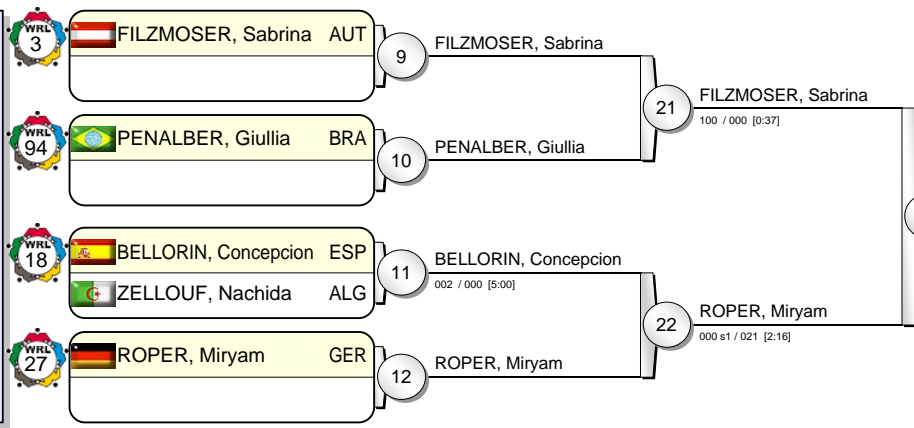 WRL
3
FILZMOSER, Sabrina AUT
9
FILZMOSER, Sabrina
21
FILZMOSER, Sabrina
100 / 000 [0:37]
WRL
94
PENALBER, Giullia BRA
10
PENALBER, Giullia
WRL
18
BELLORIN, Concepcion ESP
ZELLOUF, Nachida ALG
11
BELLORIN, Concepcion
002 / 000 [5:00]
22
ROPER, Miryam
000 s1 / 021 [2:16]
WRL
27
ROPER, Miryam GER
12
ROPER, Miryam